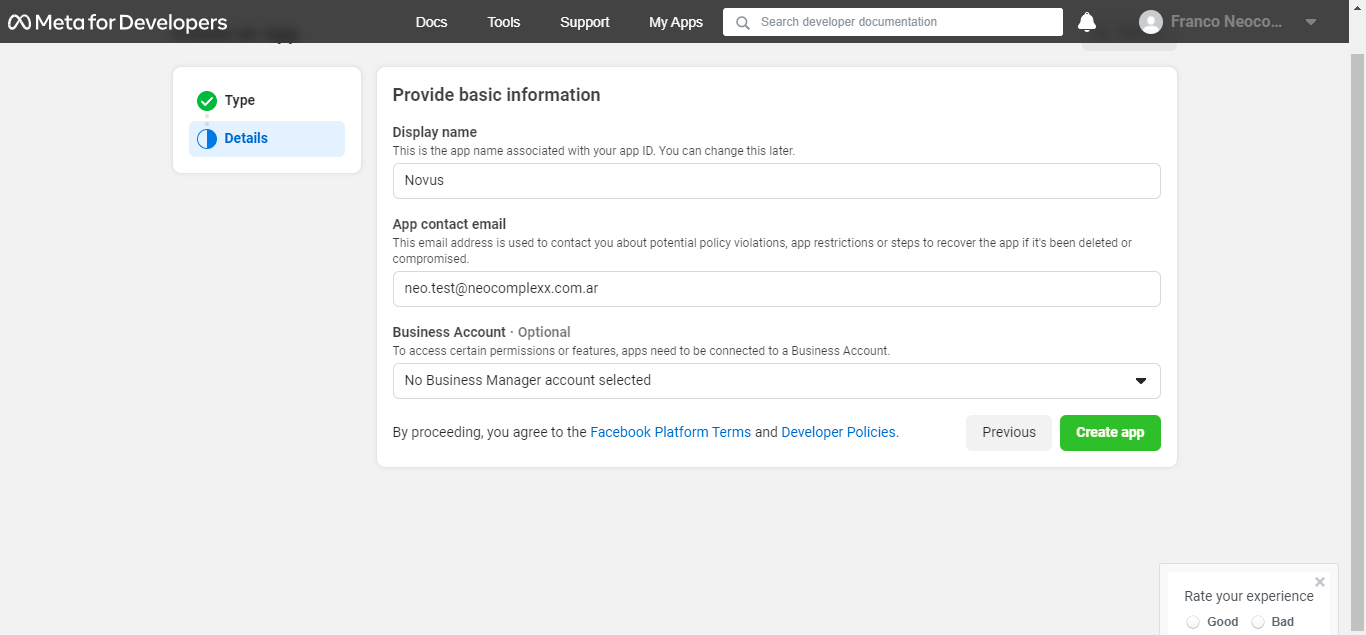 Meta for Developers
Docs
Tools
Support
My Apps
Search developer documentation
Franco Neoco...
Type
Details
Provide basic information
Display name
This is the app name associated with your app ID. You can change this later.
Novus
App contact email
This email address is used to contact you about potential policy violations, app restrictions or steps to recover the app if it's been deleted or
compromised.
neo.test@neocomplexx.com.ar
Business Account · Optional
To access certain permissions or features, apps need to be connected to a Business Account.
No Business Manager account selected
By proceeding, you agree to the Facebook Platform Terms and Developer Policies.
Previous
Create app
Rate your experience
Good
Bad